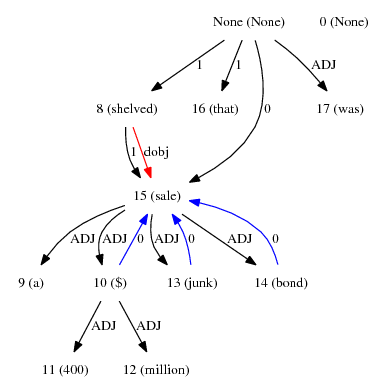 None (None) 0 (None)
1 1 ADJ
8 (shelved) 16 (that) 0 17 (was)
1 dobj
15 (sale)
ADJ ADJ 0 ADJ 0 ADJ 0
9 (a) 10 ($) 13 (junk) 14 (bond)
ADJ ADJ
11 (400) 12 (million)